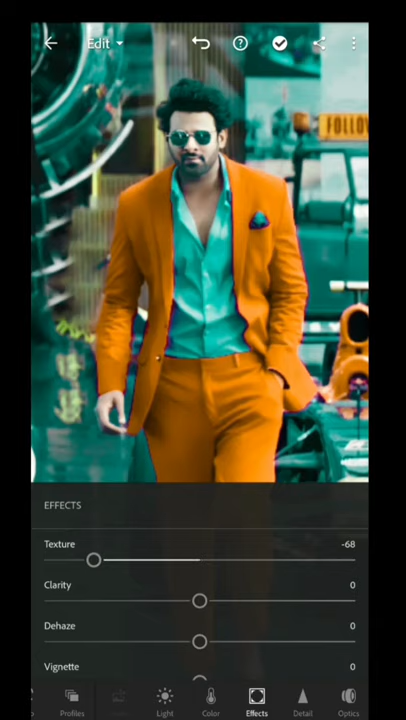 Edit
FOLLOW
EFFECTS
Texture -68
Clarity 0
Dehaze 0
Vignette 0
Profiles Light Color Effects Detail Optics